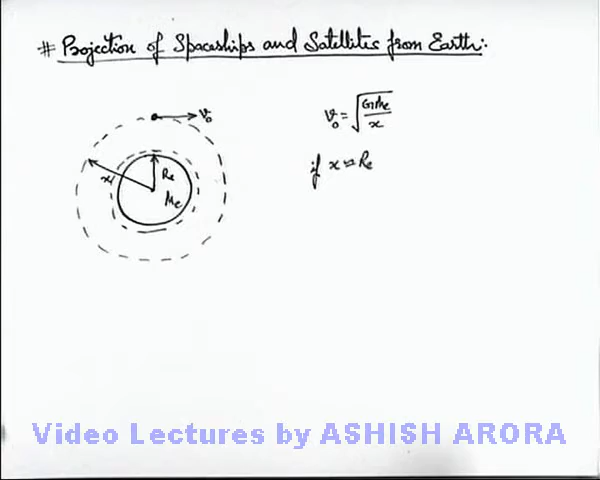 # Projection of Spaceships and Satellites from Earth:
v₀
v₀ = √(GMe/x)
x
Re
if x ≈ Re
Me
Video Lectures by ASHISH ARORA